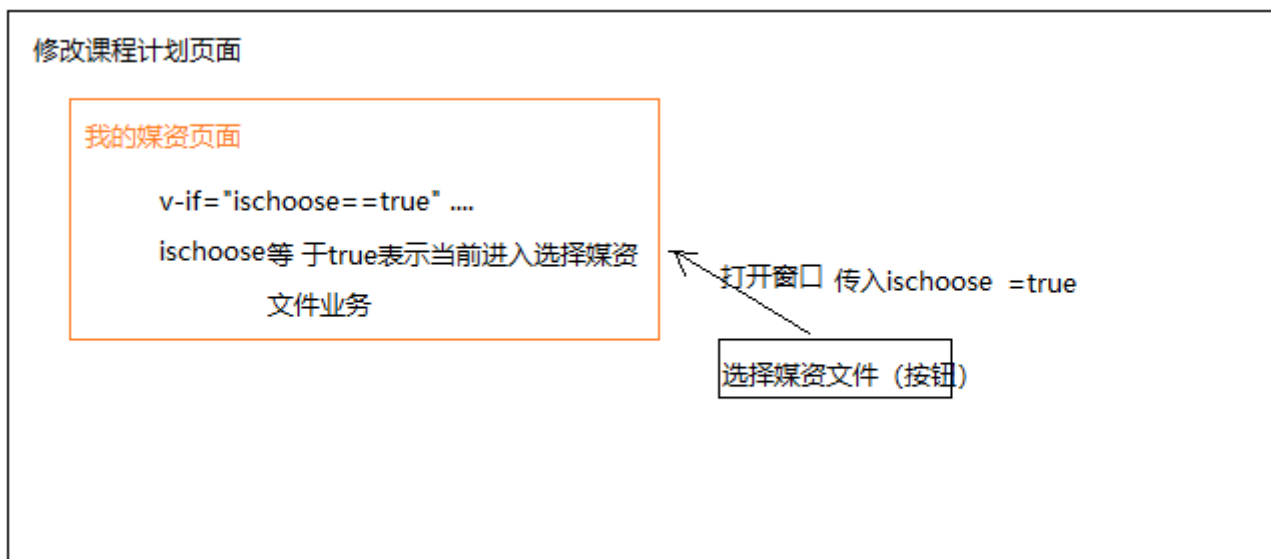 修改课程计划页面
我的媒资页面
v-if="ischoose==true" ....
ischoose等 于true表示当前进入选择媒资
文件业务
打开窗口 传入ischoose =true
选择媒资文件（按钮）